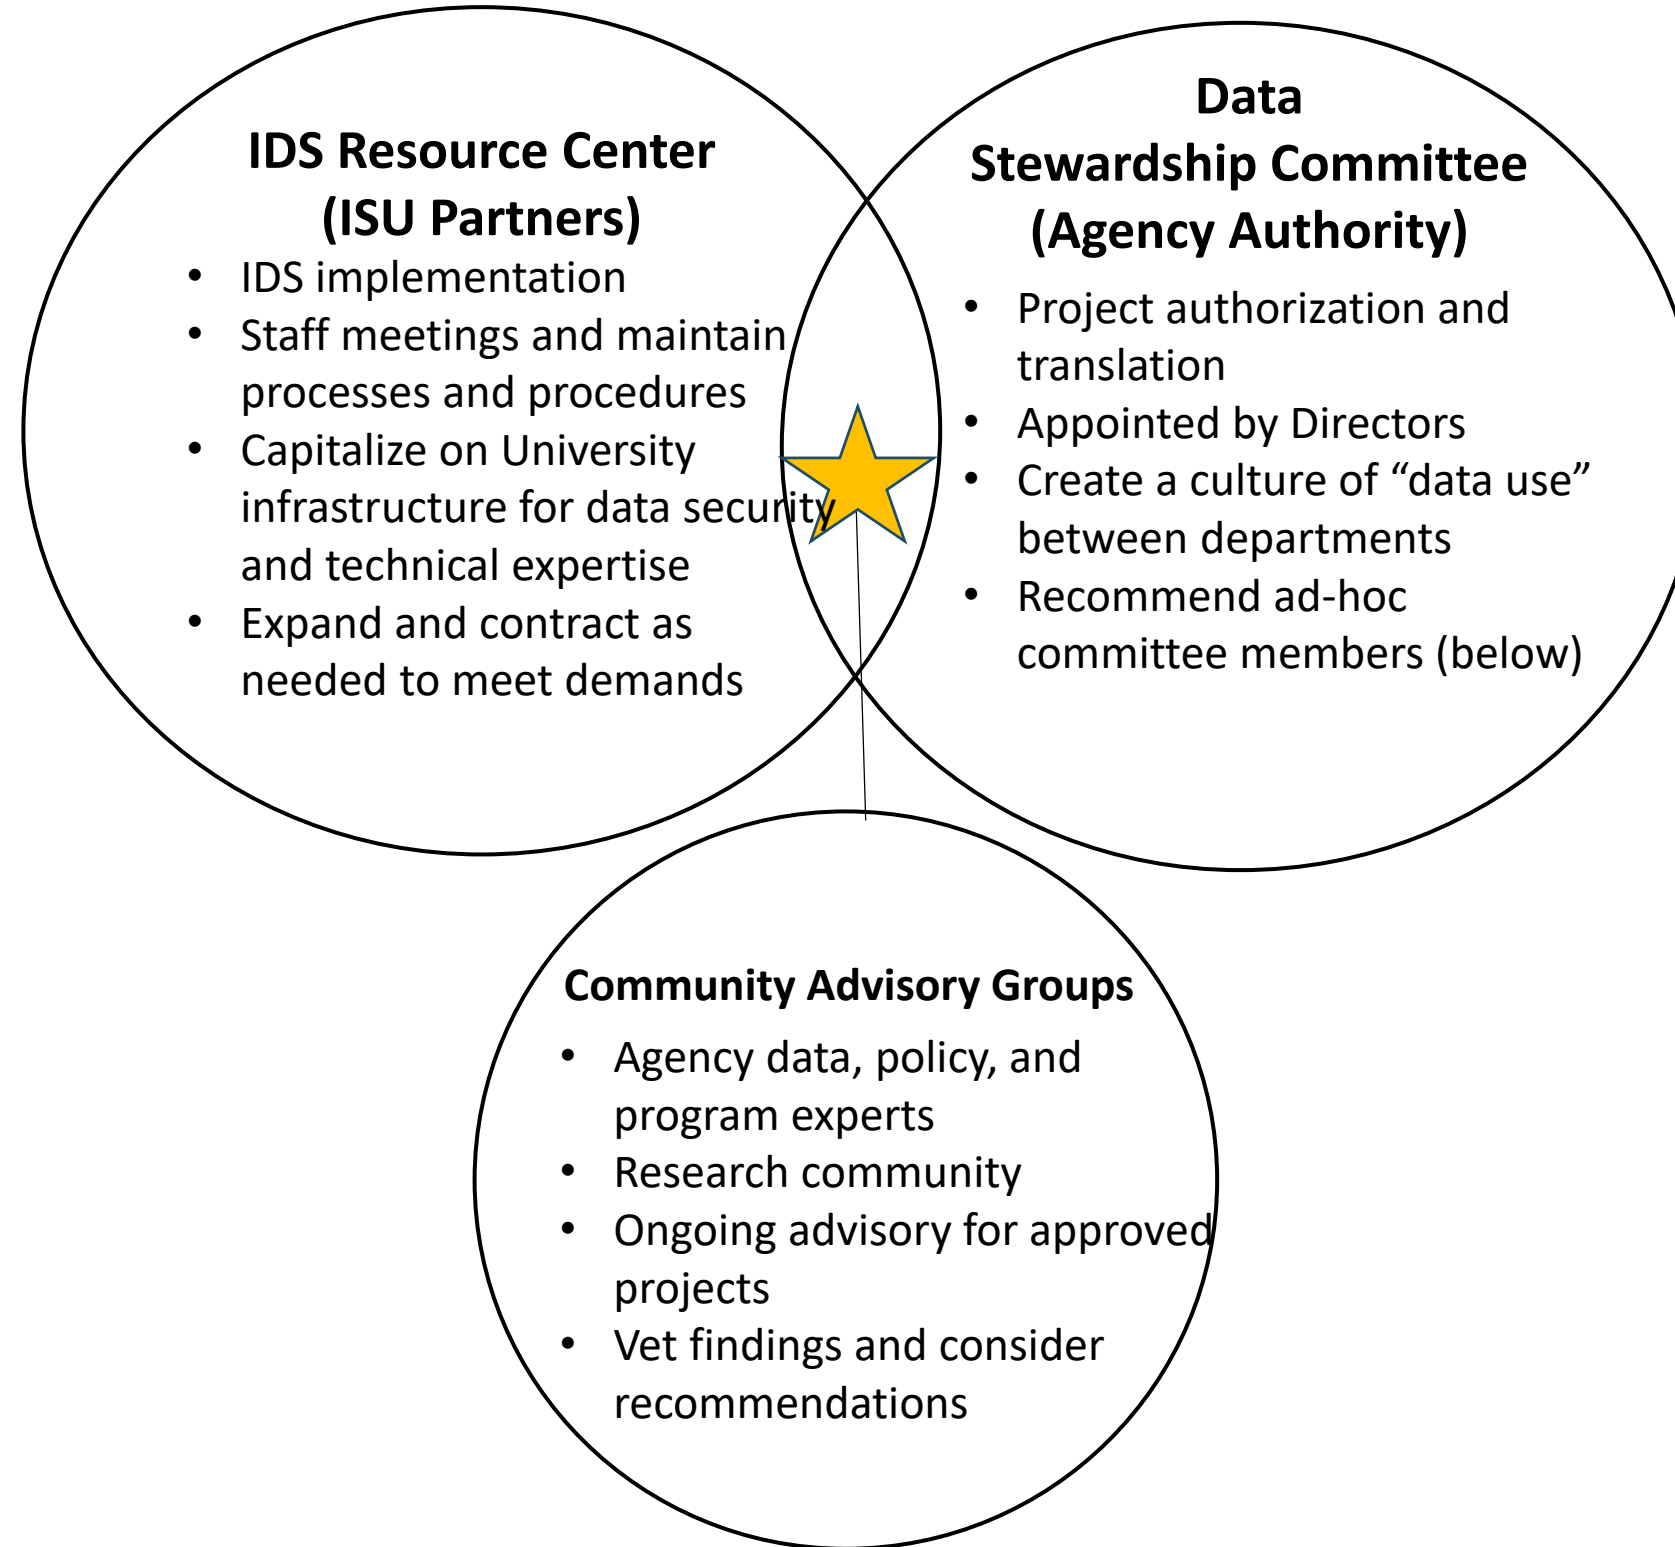 IDS Resource Center
(ISU Partners)
• IDS implementation
• Staff meetings and maintain
processes and procedures
• Capitalize on University
infrastructure for data security
and technical expertise
• Expand and contract as
needed to meet demands
Data
Stewardship Committee
(Agency Authority)
• Project authorization and
translation
• Appointed by Directors
• Create a culture of “data use”
between departments
• Recommend ad-hoc
committee members (below)
Community Advisory Groups
• Agency data, policy, and
program experts
• Research community
• Ongoing advisory for approved
projects
• Vet findings and consider
recommendations